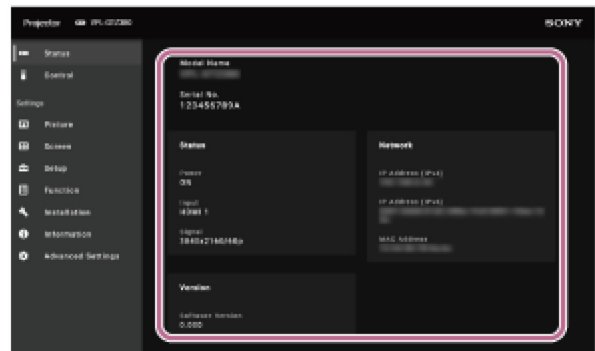 Projector
SONY
Status
Control
Settings
Picture
Screen
Setup
Function
Installation
Information
Advanced Settings
Model Name
Serial No.
123456789A
Status
Power
ON
Input
HDMI 1
Signal
3840x2160/60p
Network
IP Address (IPv4)
IP Address (IPv6)
MAC Address
Version
Software Version
0.000